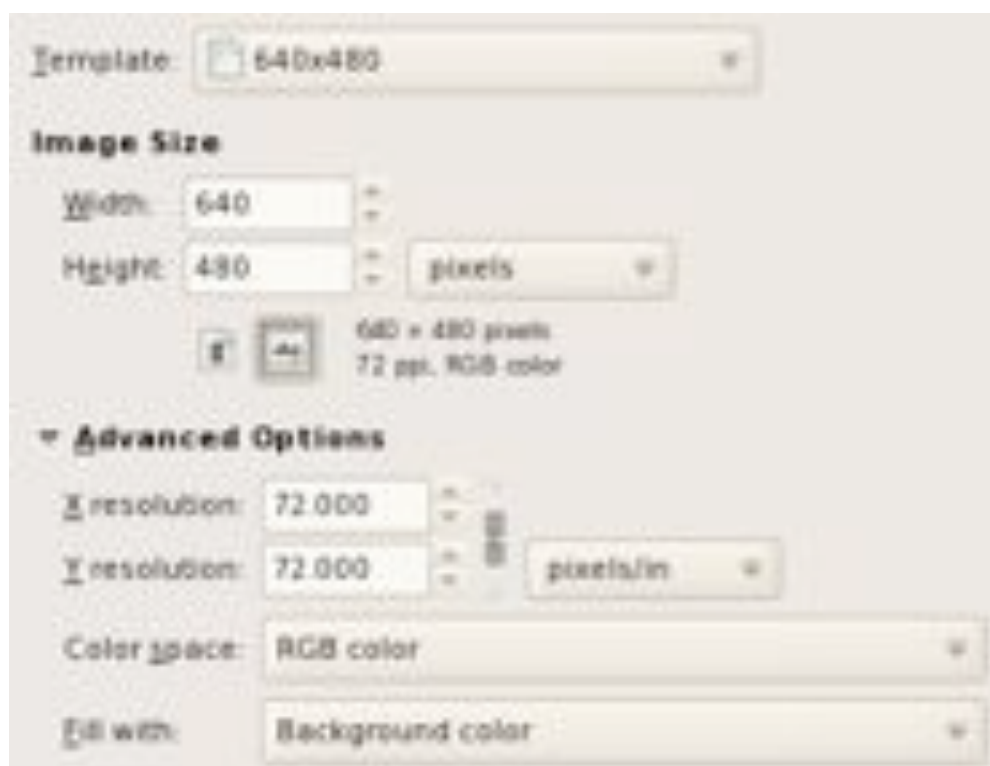 Template: 640x480
Image Size
Width: 640
Height: 480 pixels
640 × 480 pixels
72 ppi, RGB color
Advanced Options
X resolution: 72.000
Y resolution: 72.000 pixels/in
Color space: RGB color
Fill with: Background color